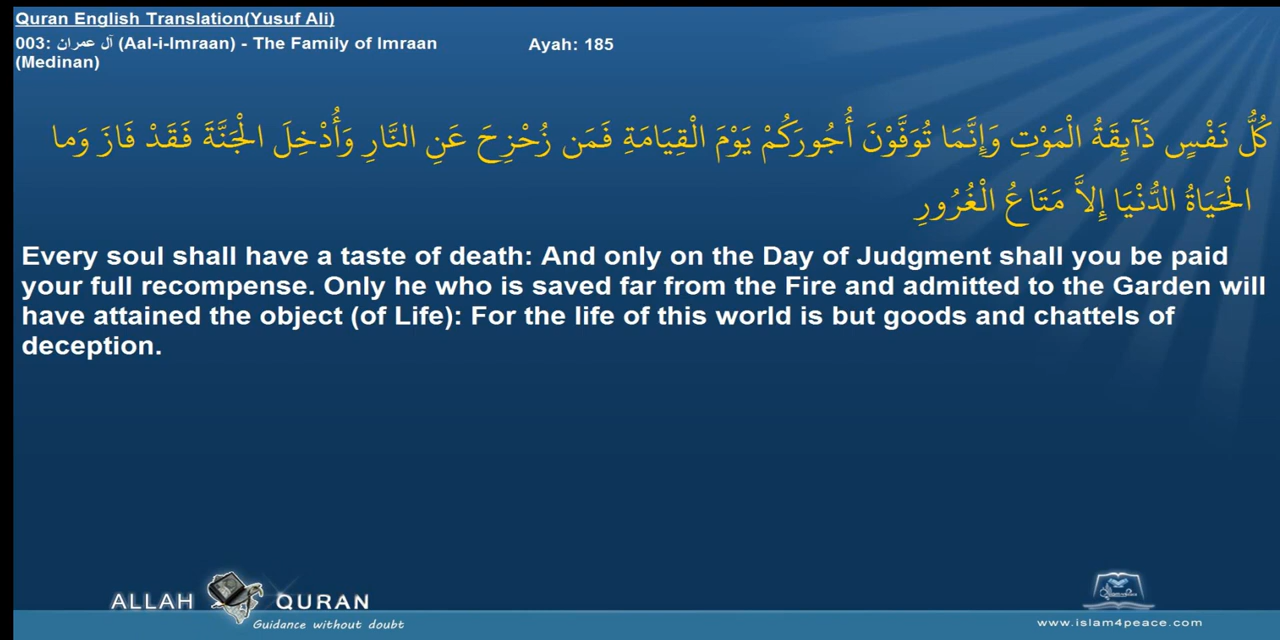 Quran English Translation(Yusuf Ali)
003: آل عمران (Aal-i-Imraan) - The Family of Imraan
(Medinan)
Ayah: 185
كُلُّ نَفْسٍ ذَآئِقَةُ الْمَوْتِ وَإِنَّمَا تُوَفَّوْنَ أُجُورَكُمْ يَوْمَ الْقِيَامَةِ فَمَن زُحْزِحَ عَنِ النَّارِ وَأُدْخِلَ الْجَنَّةَ فَقَدْ فَازَ وَما
الْحَيَاةُ الدُّنْيَا إِلاَّ مَتَاعُ الْغُرُورِ
Every soul shall have a taste of death: And only on the Day of Judgment shall you be paid
your full recompense. Only he who is saved far from the Fire and admitted to the Garden will
have attained the object (of Life): For the life of this world is but goods and chattels of
deception.
ALLAH QURAN
Guidance without doubt
www.islam4peace.com